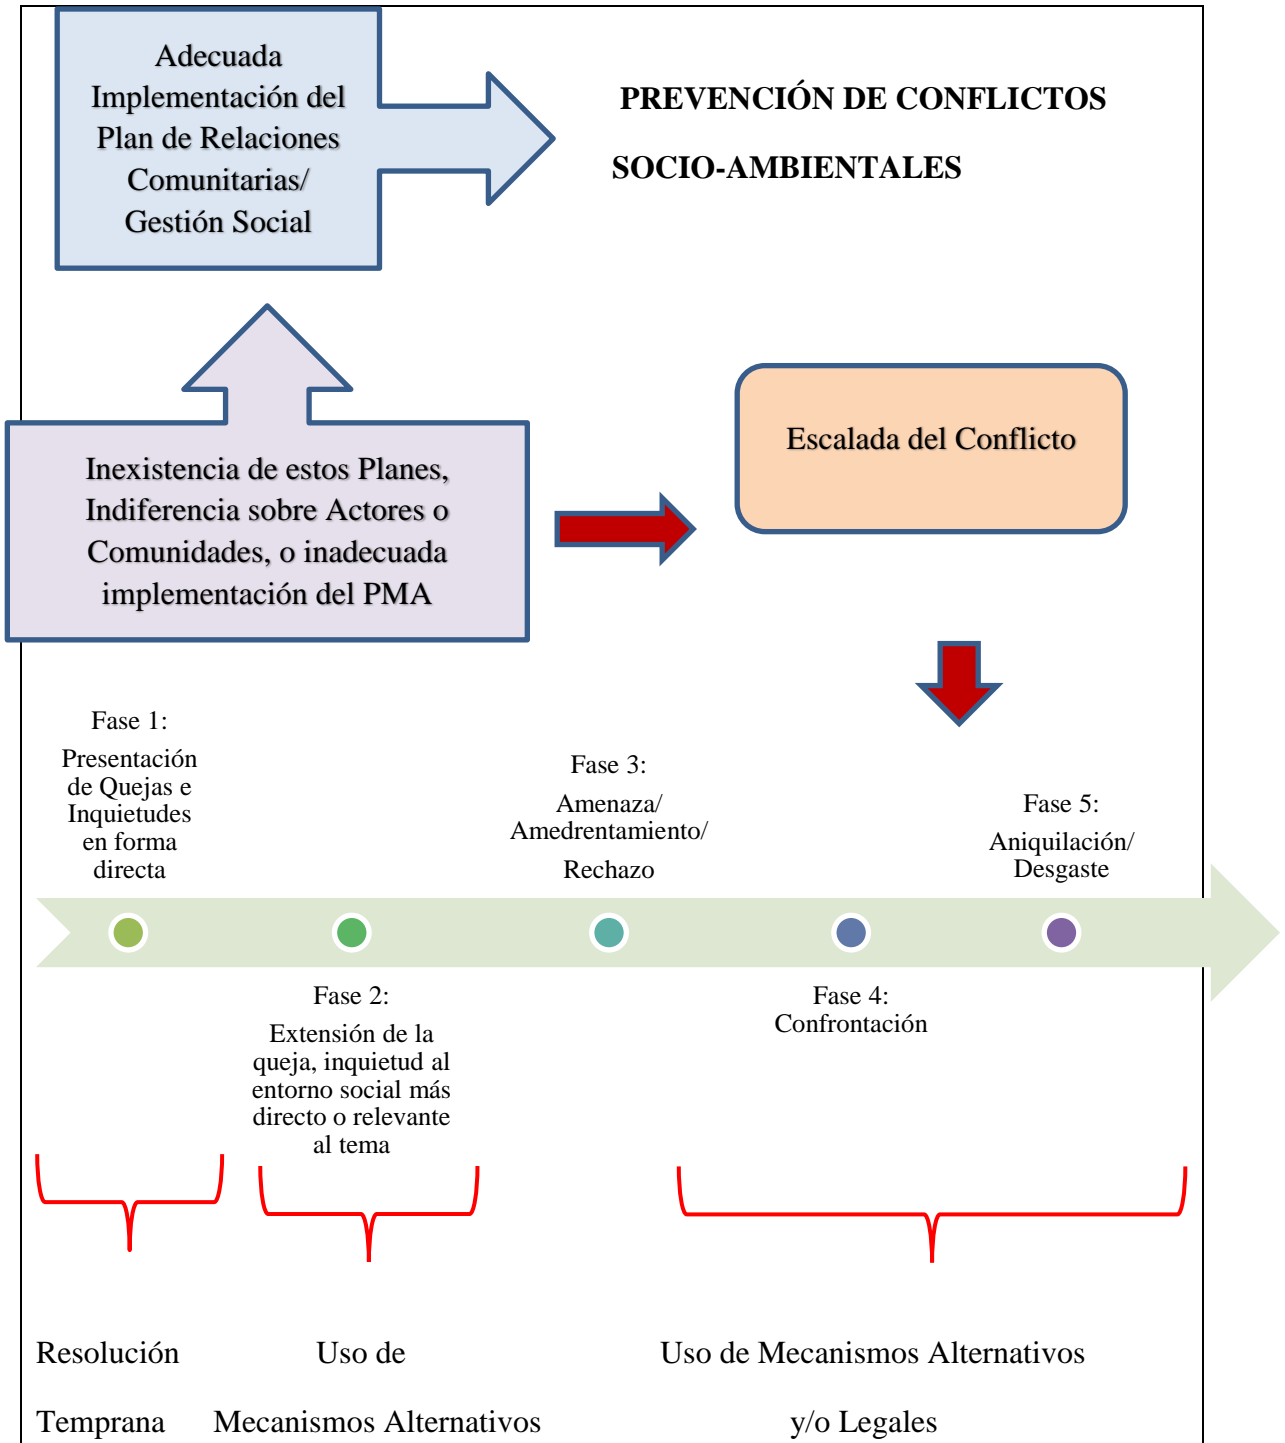 Adecuada
Implementación del
Plan de Relaciones
Comunitarias/
Gestión Social
PREVENCIÓN DE CONFLICTOS
SOCIO-AMBIENTALES
Inexistencia de estos Planes,
Indiferencia sobre Actores o
Comunidades, o inadecuada
implementación del PMA
Escalada del Conflicto
Fase 1:
Presentación
de Quejas e
Inquietudes
en forma
directa
Fase 2:
Extensión de la
queja, inquietud al
entorno social más
directo o relevante
al tema
Fase 3:
Amenaza/
Amedrentamiento/
Rechazo
Fase 4:
Confrontación
Fase 5:
Aniquilación/
Desgaste
Resolución
Temprana
Uso de
Mecanismos Alternativos
Uso de Mecanismos Alternativos
y/o Legales